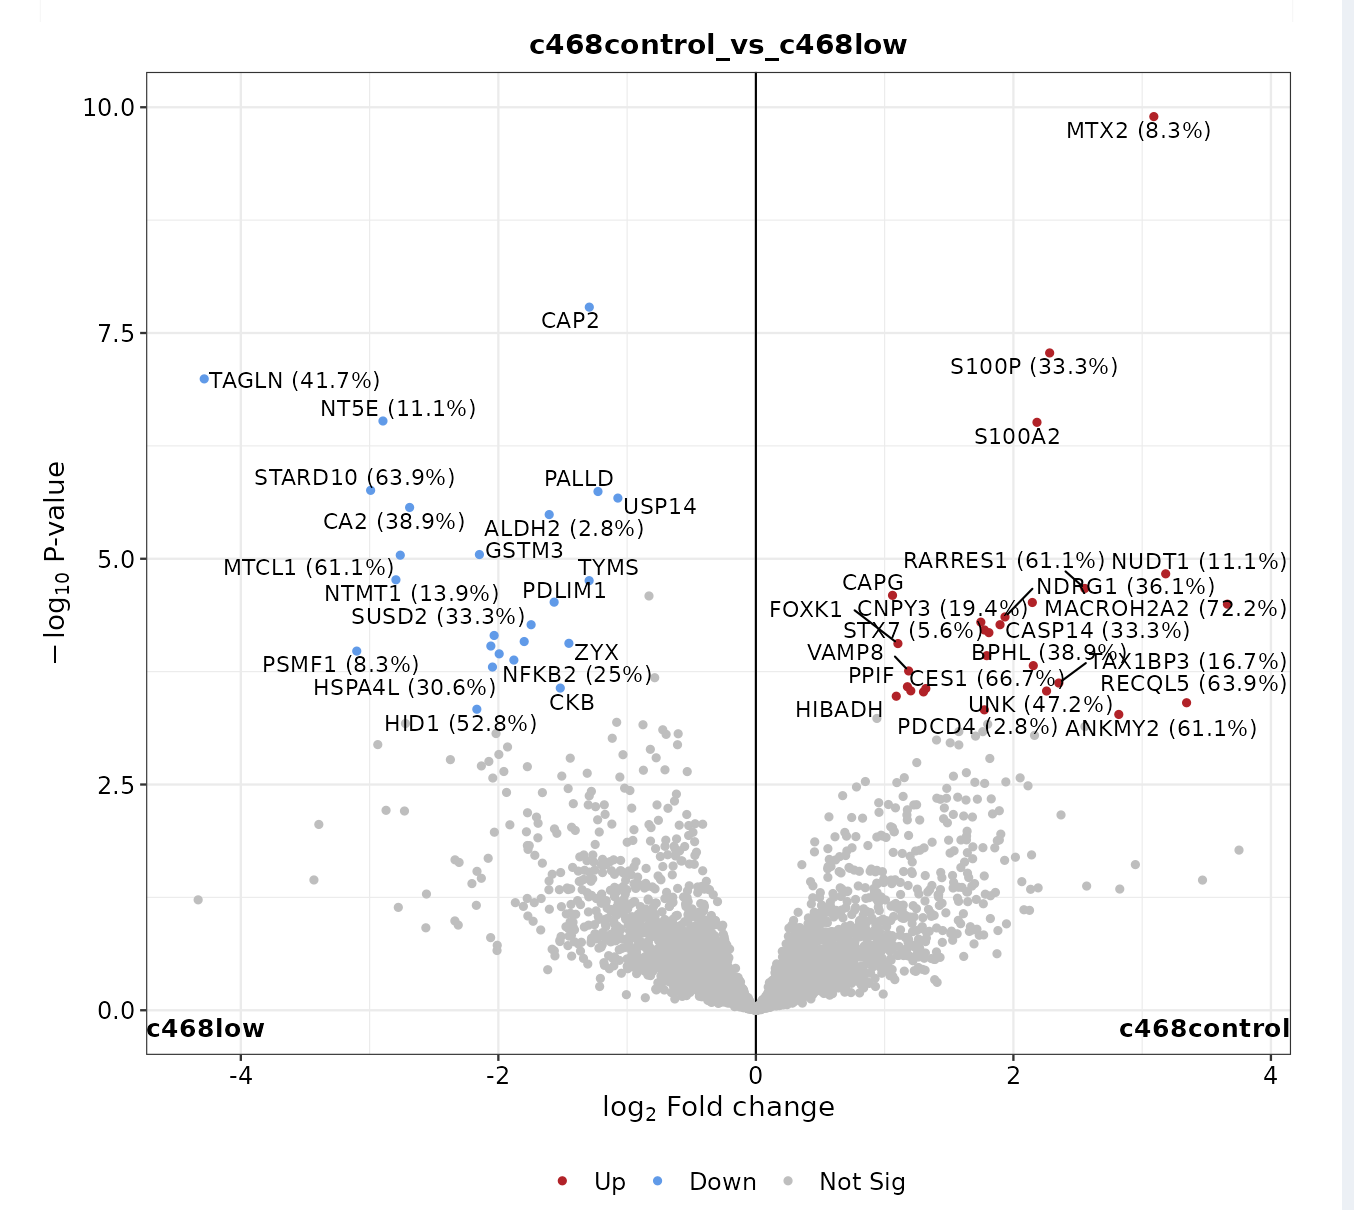 c468control_vs_c468low
10.0
MTX2 (8.3%)
7.5
CAP2
S100P (33.3%)
TAGLN (41.7%)
NT5E (11.1%)
S100A2
STARD10 (63.9%)
PALLD
USP14
CA2 (38.9%)
ALDH2 (2.8%)
GSTM3
5.0
MTCL1 (61.1%)
TYMS
RARRES1 (61.1%)
NUDT1 (11.1%)
CAPG
NDRG1 (36.1%)
NTMT1 (13.9%)
PDLIM1
FOXK1
CNPY3 (19.4%)
MACROH2A2 (72.2%)
SUSD2 (33.3%)
STX7 (5.6%)
CASP14 (33.3%)
ZYX
VAMP8
BPHL (38.9%)
PSMF1 (8.3%)
TAX1BP3 (16.7%)
NFKB2 (25%)
PPIF
CES1 (66.7%)
RECQL5 (63.9%)
HSPA4L (30.6%)
CKB
HIBADH
UNK (47.2%)
HID1 (52.8%)
PDCD4 (2.8%)
ANKMY2 (61.1%)
2.5
0.0
c468low
c468control
-4
-2
0
2
4
log2 Fold change
−log10 P-value
Up
Down
Not Sig